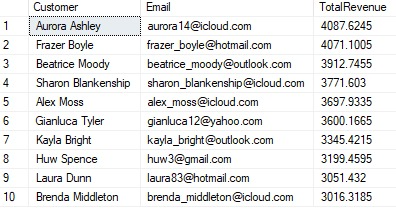 Customer Email TotalRevenue
1 Aurora Ashley aurora14@icloud.com 4087.6245
2 Frazer Boyle frazer_boyle@hotmail.com 4071.1005
3 Beatrice Moody beatrice_moody@outlook.com 3912.7455
4 Sharon Blankenship sharon_blankenship@icloud.com 3771.603
5 Alex Moss alex_moss@icloud.com 3697.9335
6 Gianluca Tyler gianluca12@yahoo.com 3600.1665
7 Kayla Bright kayla_bright@outlook.com 3345.4215
8 Huw Spence huw3@gmail.com 3199.4595
9 Laura Dunn laura83@hotmail.com 3051.432
10 Brenda Middleton brenda_middleton@icloud.com 3016.3185